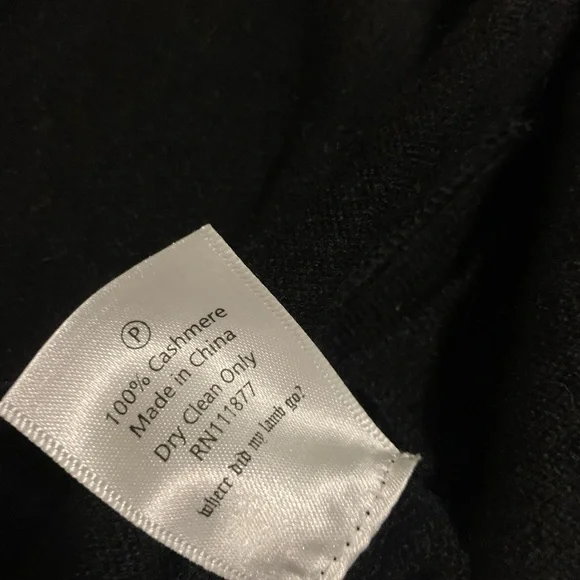 P
100% Cashmere
Made in China
Dry Clean Only
RN111877
where did my lamb go?